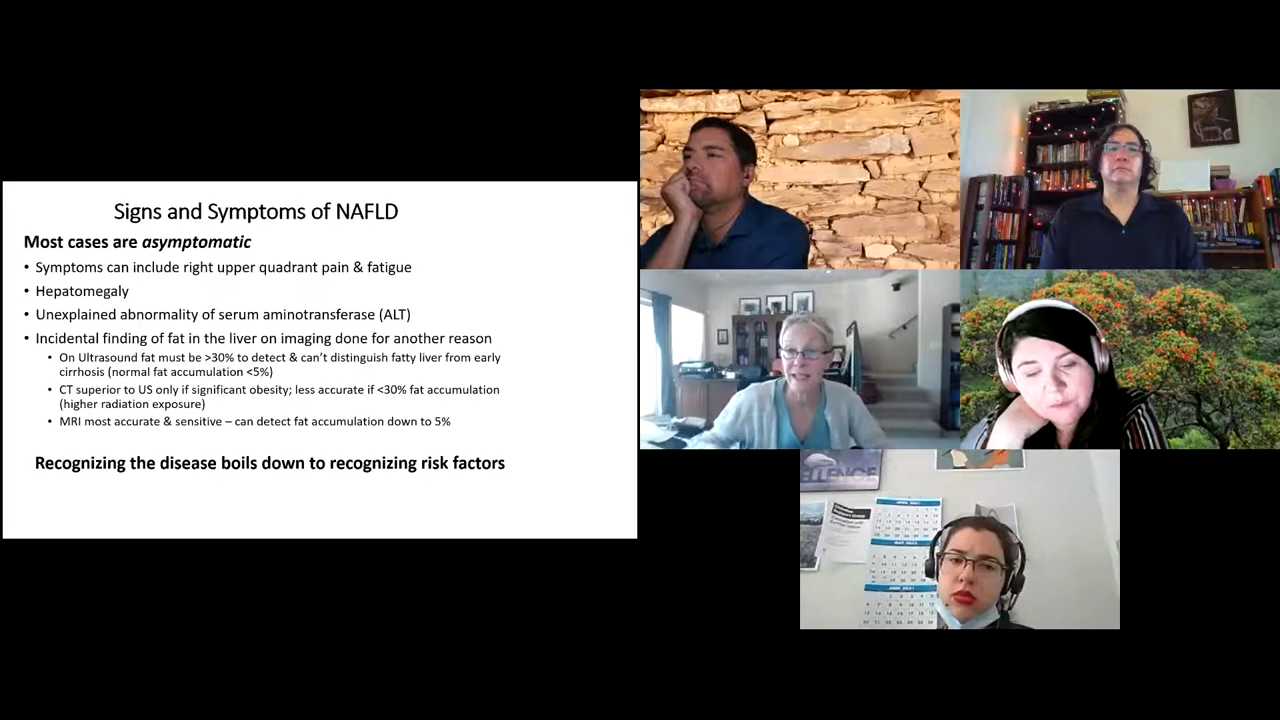 Signs and Symptoms of NAFLD
Most cases are asymptomatic
• Symptoms can include right upper quadrant pain & fatigue
• Hepatomegaly
• Unexplained abnormality of serum aminotransferase (ALT)
• Incidental finding of fat in the liver on imaging done for another reason
• On Ultrasound fat must be >30% to detect & can't distinguish fatty liver from early
cirrhosis (normal fat accumulation <5%)
• CT superior to US only if significant obesity; less accurate if <30% fat accumulation
(higher radiation exposure)
• MRI most accurate & sensitive – can detect fat accumulation down to 5%
Recognizing the disease boils down to recognizing risk factors
ELLENCE